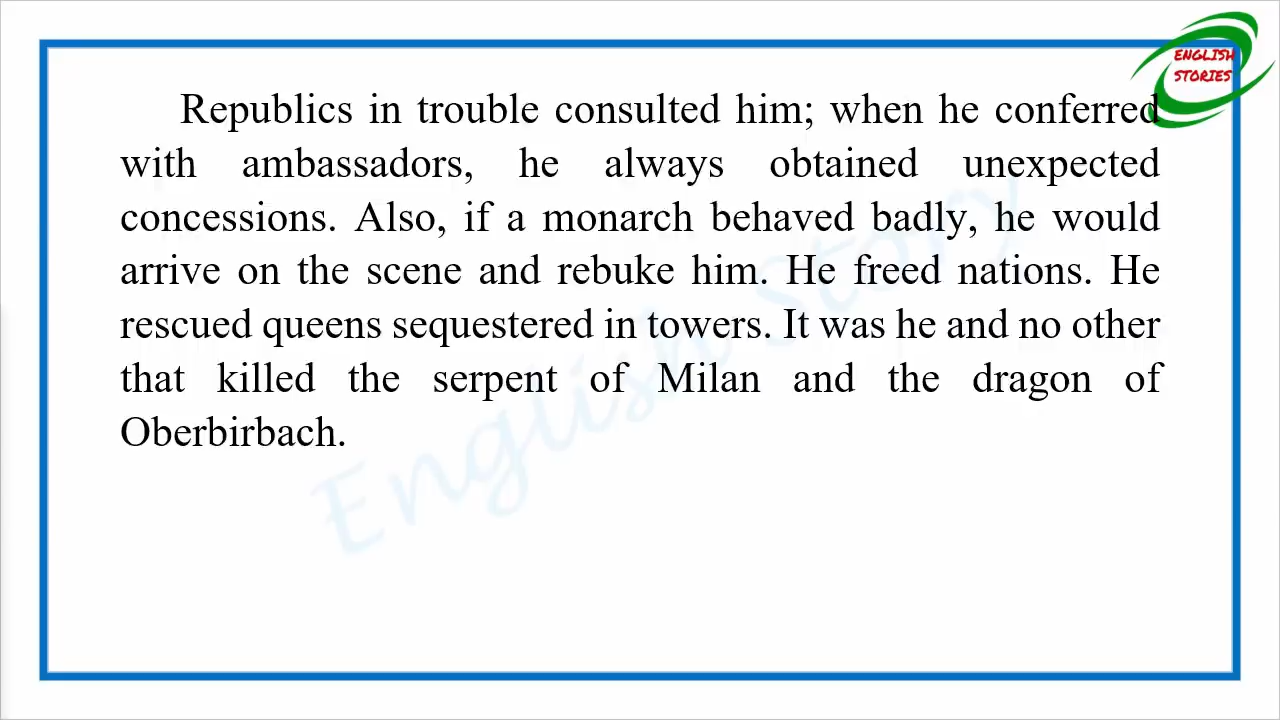 ENGLISH
STORIES
Republics in trouble consulted him; when he conferred
with ambassadors, he always obtained unexpected
concessions. Also, if a monarch behaved badly, he would
arrive on the scene and rebuke him. He freed nations. He
rescued queens sequestered in towers. It was he and no other
that killed the serpent of Milan and the dragon of
Oberbirbach.
English Story